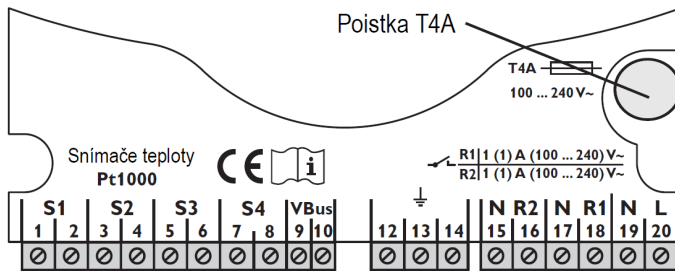 Poistka T4A
T4A
100 ... 240 V~
Snímače teploty
Pt1000
CE
i
R1 1 (1) A (100 ... 240) V~
R2 1 (1) A (100 ... 240) V~
S1 S2 S3 S4 VBus N R2 N R1 N L
1 2 3 4 5 6 7 8 9 10 12 13 14 15 16 17 18 19 20